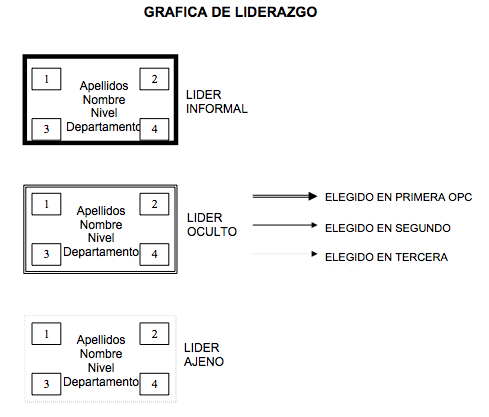 GRAFICA DE LIDERAZGO
1
2
Apellidos
Nombre
Nivel
Departamento
3
4
LIDER
INFORMAL
1
2
Apellidos
Nombre
Nivel
Departamento
3
4
LIDER
OCULTO
ELEGIDO EN PRIMERA OPC
ELEGIDO EN SEGUNDO
ELEGIDO EN TERCERA
1
2
Apellidos
Nombre
Nivel
Departamento
3
4
LIDER
AJENO